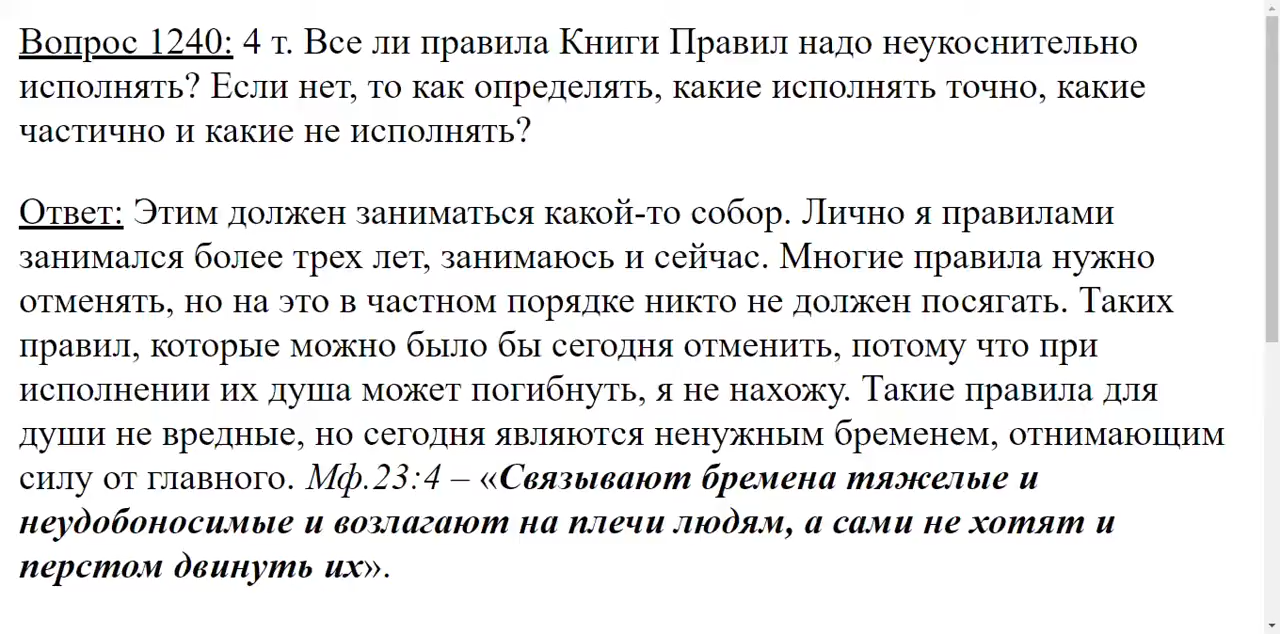 Вопрос 1240: 4 т. Все ли правила Книги Правил надо неукоснительно
исполнять? Если нет, то как определять, какие исполнять точно, какие
частично и какие не исполнять?
Ответ: Этим должен заниматься какой-то собор. Лично я правилами
занимался более трех лет, занимаюсь и сейчас. Многие правила нужно
отменять, но на это в частном порядке никто не должен посягать. Таких
правил, которые можно было бы сегодня отменить, потому что при
исполнении их душа может погибнуть, я не нахожу. Такие правила для
души не вредные, но сегодня являются ненужным бременем, отнимающим
силу от главного. Мф.23:4 – «Связывают бремена тяжелые и
неудобоносимые и возлагают на плечи людям, а сами не хотят и
перстом двинуть их».